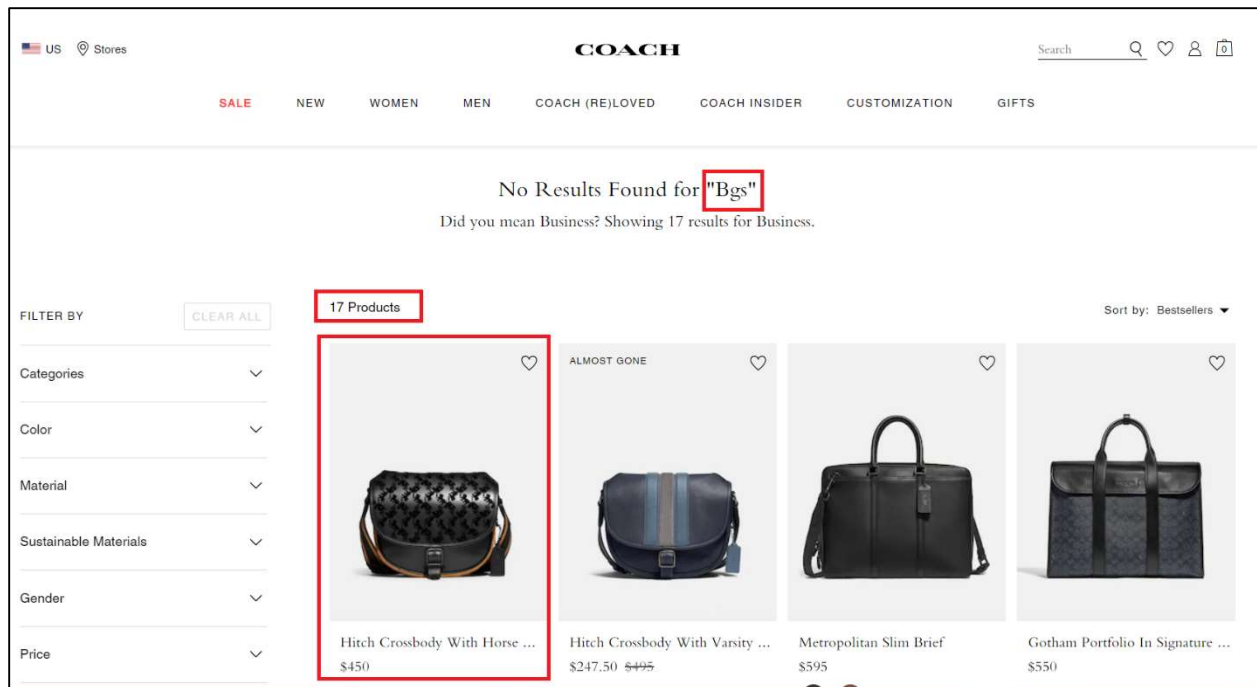 US Stores COACH Search 0
SALE NEW WOMEN MEN COACH (RE)LOVED COACH INSIDER CUSTOMIZATION GIFTS
No Results Found for "Bgs"
Did you mean Business? Showing 17 results for Business.
FILTER BY CLEAR ALL 17 Products Sort by: Bestsellers
Categories
Color
Material
Sustainable Materials
Gender
Price
ALMOST GONE
Hitch Crossbody With Horse ...
$450
Hitch Crossbody With Varsity ...
$247.50 $495
Metropolitan Slim Brief
$595
Gotham Portfolio In Signature ...
$550